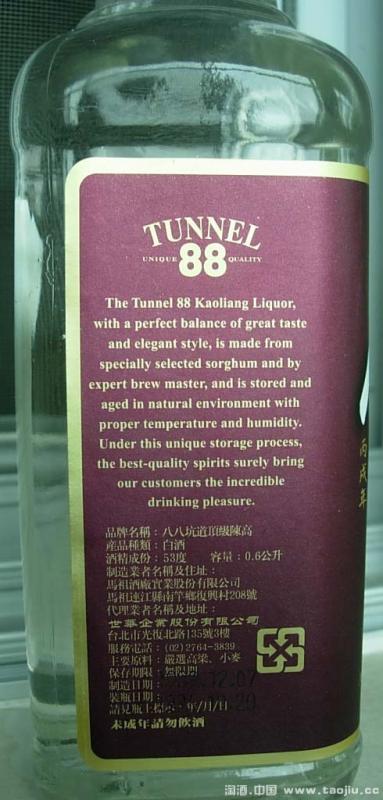 TUNNEL
UNIQUE 88 QUALITY
The Tunnel 88 Kaoliang Liquor,
with a perfect balance of great taste
and elegant style, is made from
specially selected sorghum and by
expert brew master, and is stored and
aged in natural environment with
proper temperature and humidity.
Under this unique storage process,
the best-quality spirits surely bring
our customers the incredible
drinking pleasure.
丙戌年
品牌名稱：八八坑道頂級陳高
產品種類：白酒
酒精成份：53度 容量：0.6公升
製造業者名稱及住址：
馬祖酒廠實業股份有限公司
馬祖連江縣南竿鄉復興村208號
代理業者名稱及地址：
世華企業股份有限公司
台北市光復北路135號3樓
服務電話：(02)2764-3839
主要原料：嚴選高梁、小麥
保存期限：無限期
制造日期：12.07
裝瓶日期：
請見瓶上標示：年/月/日
未成年請勿飲酒
淘酒.中国 www.taojiu.cc